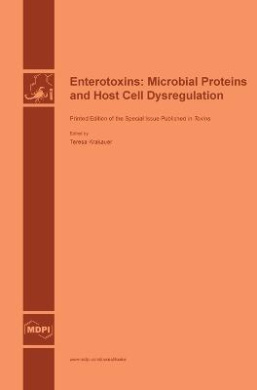 Enterotoxins: Microbial Proteins
and Host Cell Dysregulation
Printed Edition of the Special Issue Published in Toxins
Edited by
Teresa Krakauer
MDPI